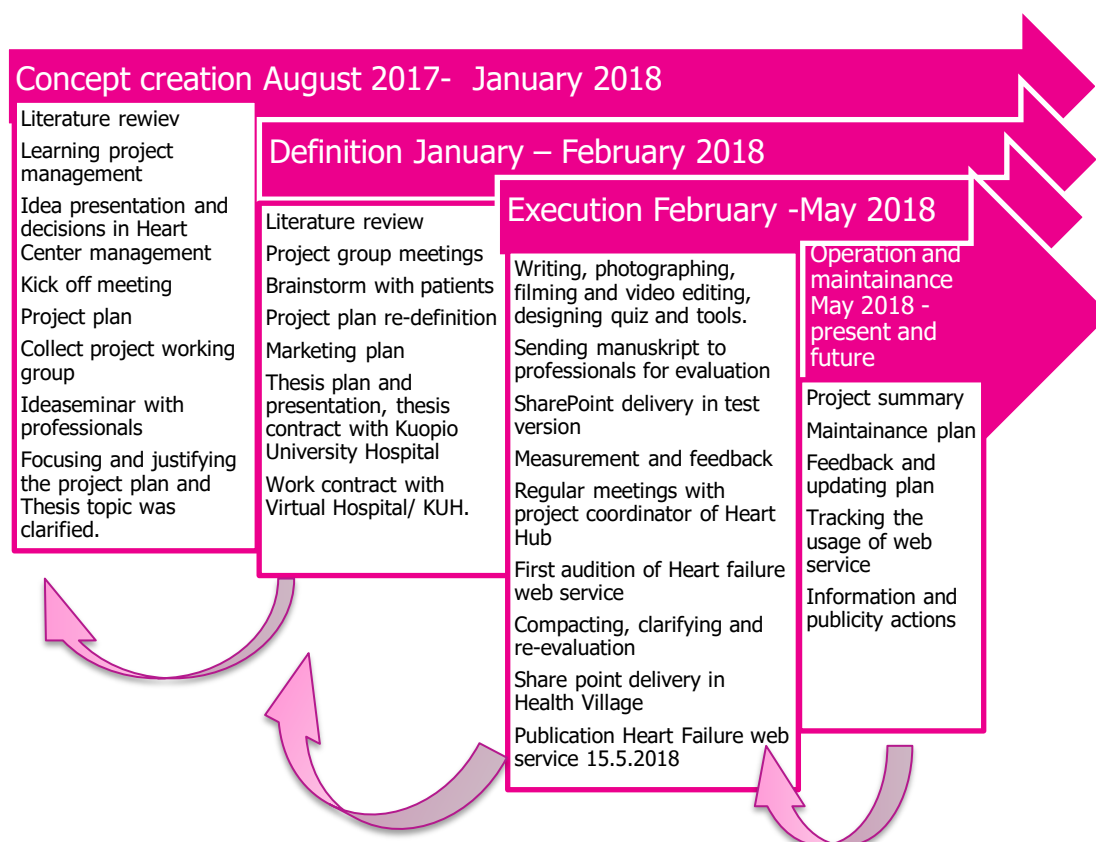 Concept creation August 2017-  January 2018
Literature rewiev
Learning project
management
Idea presentation and
decisions in Heart
Center management
Kick off meeting
Project plan
Collect project working
group
Ideaseminar with
professionals
Focusing and justifying
the project plan and
Thesis topic was
clarified.
Definition January – February 2018
Literature review
Project group meetings
Brainstorm with patients
Project plan re-definition
Marketing plan
Thesis plan and
presentation, thesis
contract with Kuopio
University Hospital
Work contract with
Virtual Hospital/ KUH.
Execution February -May 2018
Writing, photographing,
filming and video editing,
designing quiz and tools.
Sending manuskript to
professionals for evaluation
SharePoint delivery in test
version
Measurement and feedback
Regular meetings with
project coordinator of Heart
Hub
First audition of Heart failure
web service
Compacting, clarifying and
re-evaluation
Share point delivery in
Health Village
Publication Heart Failure web
service 15.5.2018
Operation and
maintainance
May 2018 -
present and
future
Project summary
Maintainance plan
Feedback and
updating plan
Tracking the
usage of web
service
Information and
publicity actions